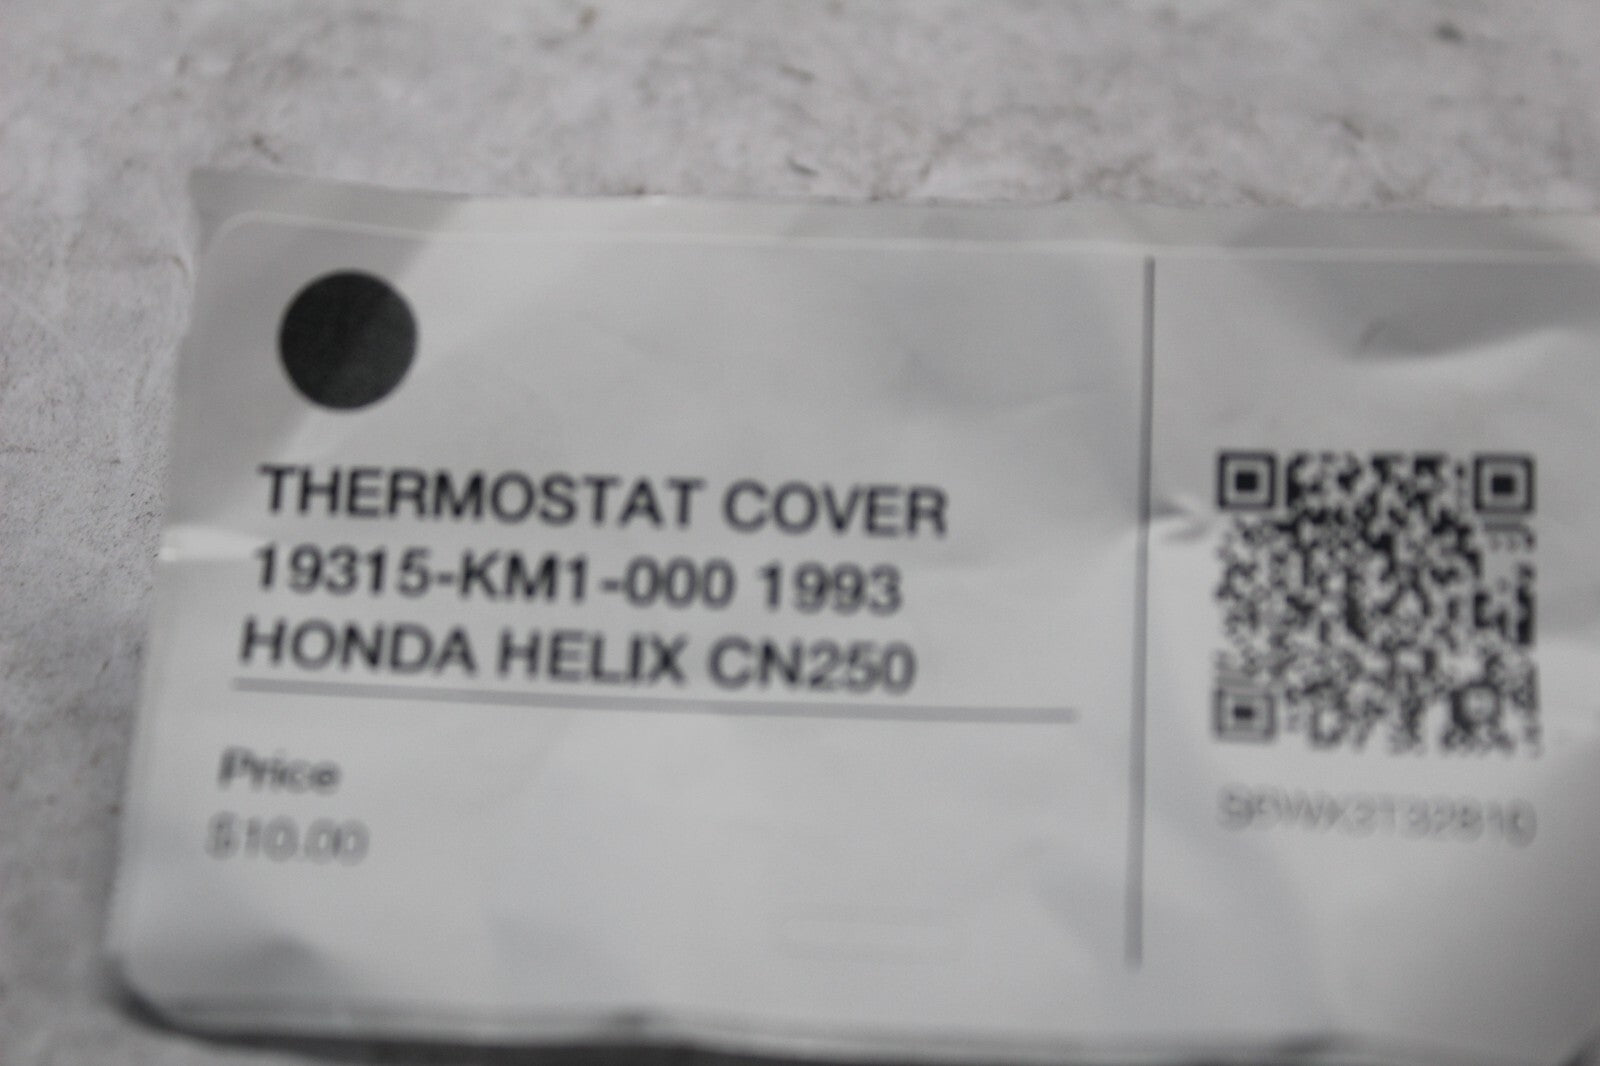 THERMOSTAT COVER
19315-KM1-000 1993
HONDA HELIX CN250
Price
$10.00